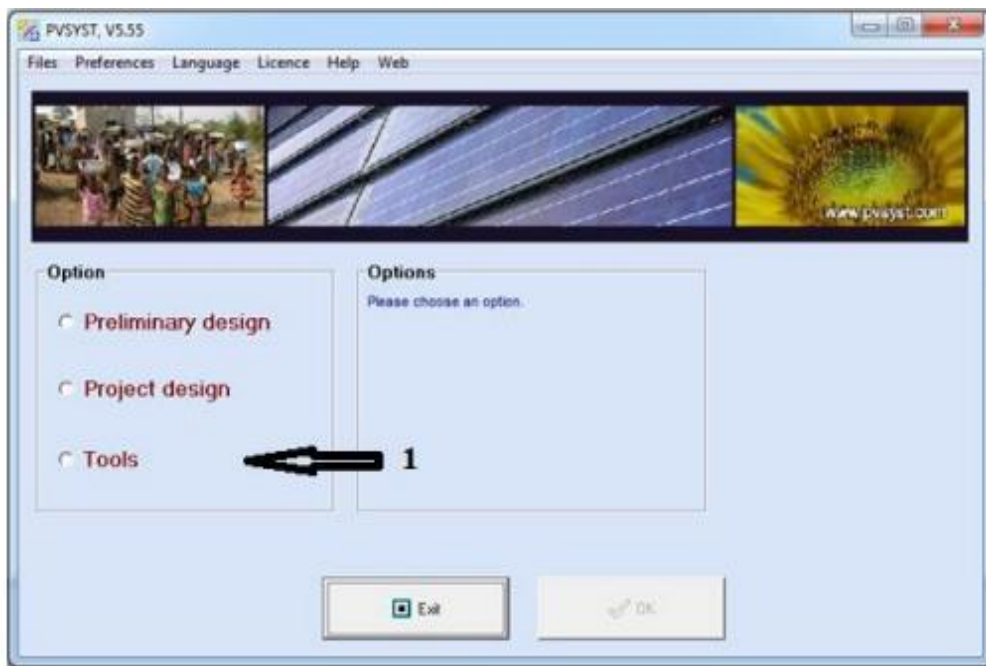 PVSYST, V5.55
Files Preferences Language Licence Help Web
www.pvsyst.com
Option
Preliminary design
Project design
Tools
1
Options
Please choose an option.
Exit
OK